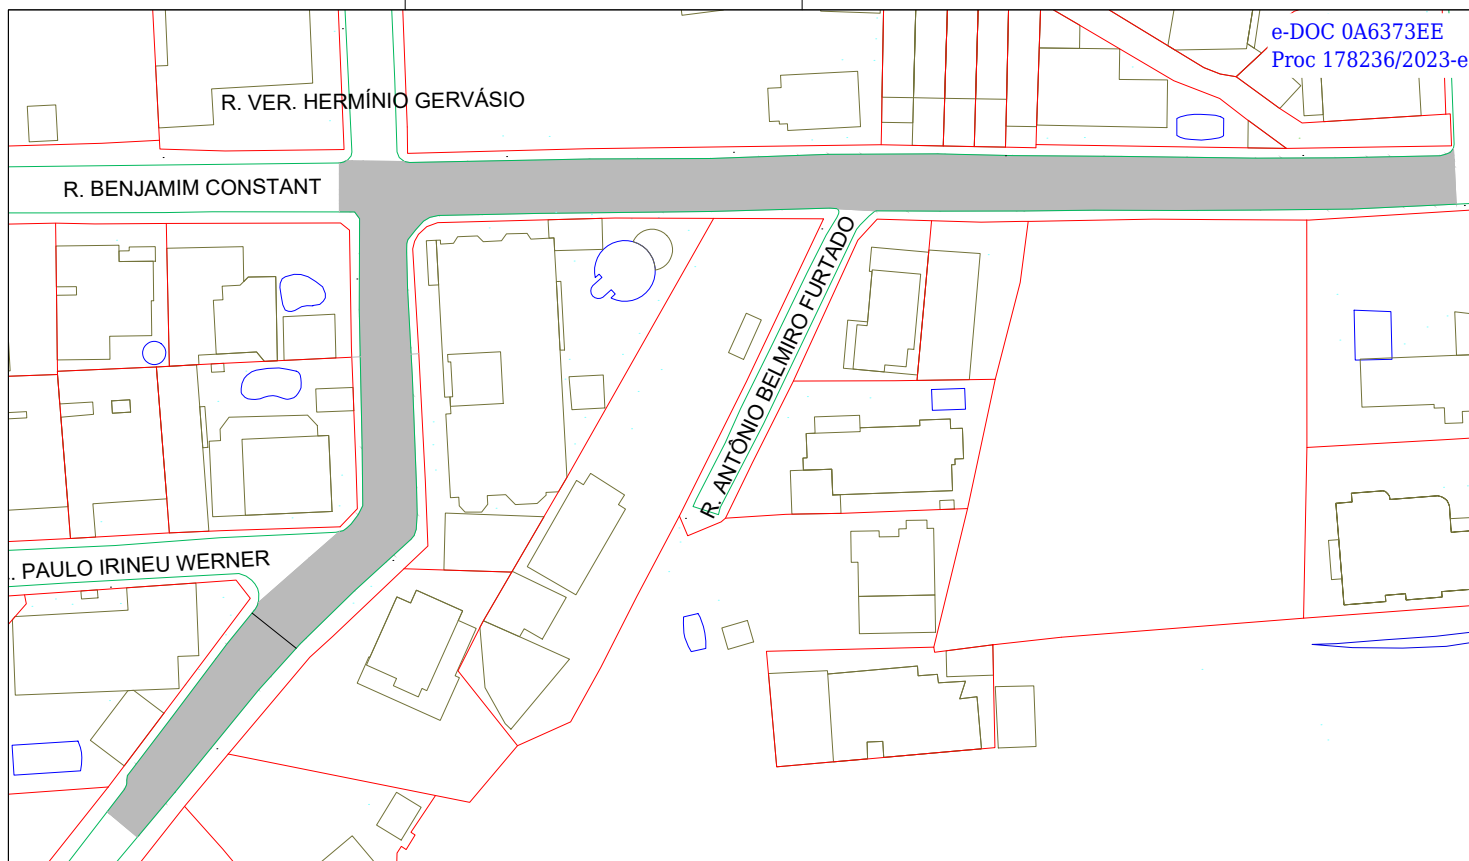 e-DOC 0A6373EE
Proc 178236/2023-e
R. VER. HERMÍNIO GERVÁSIO
R. BENJAMIM CONSTANT
R. ANTÔNIO BELMIRO FURTADO
. PAULO IRINEU WERNER